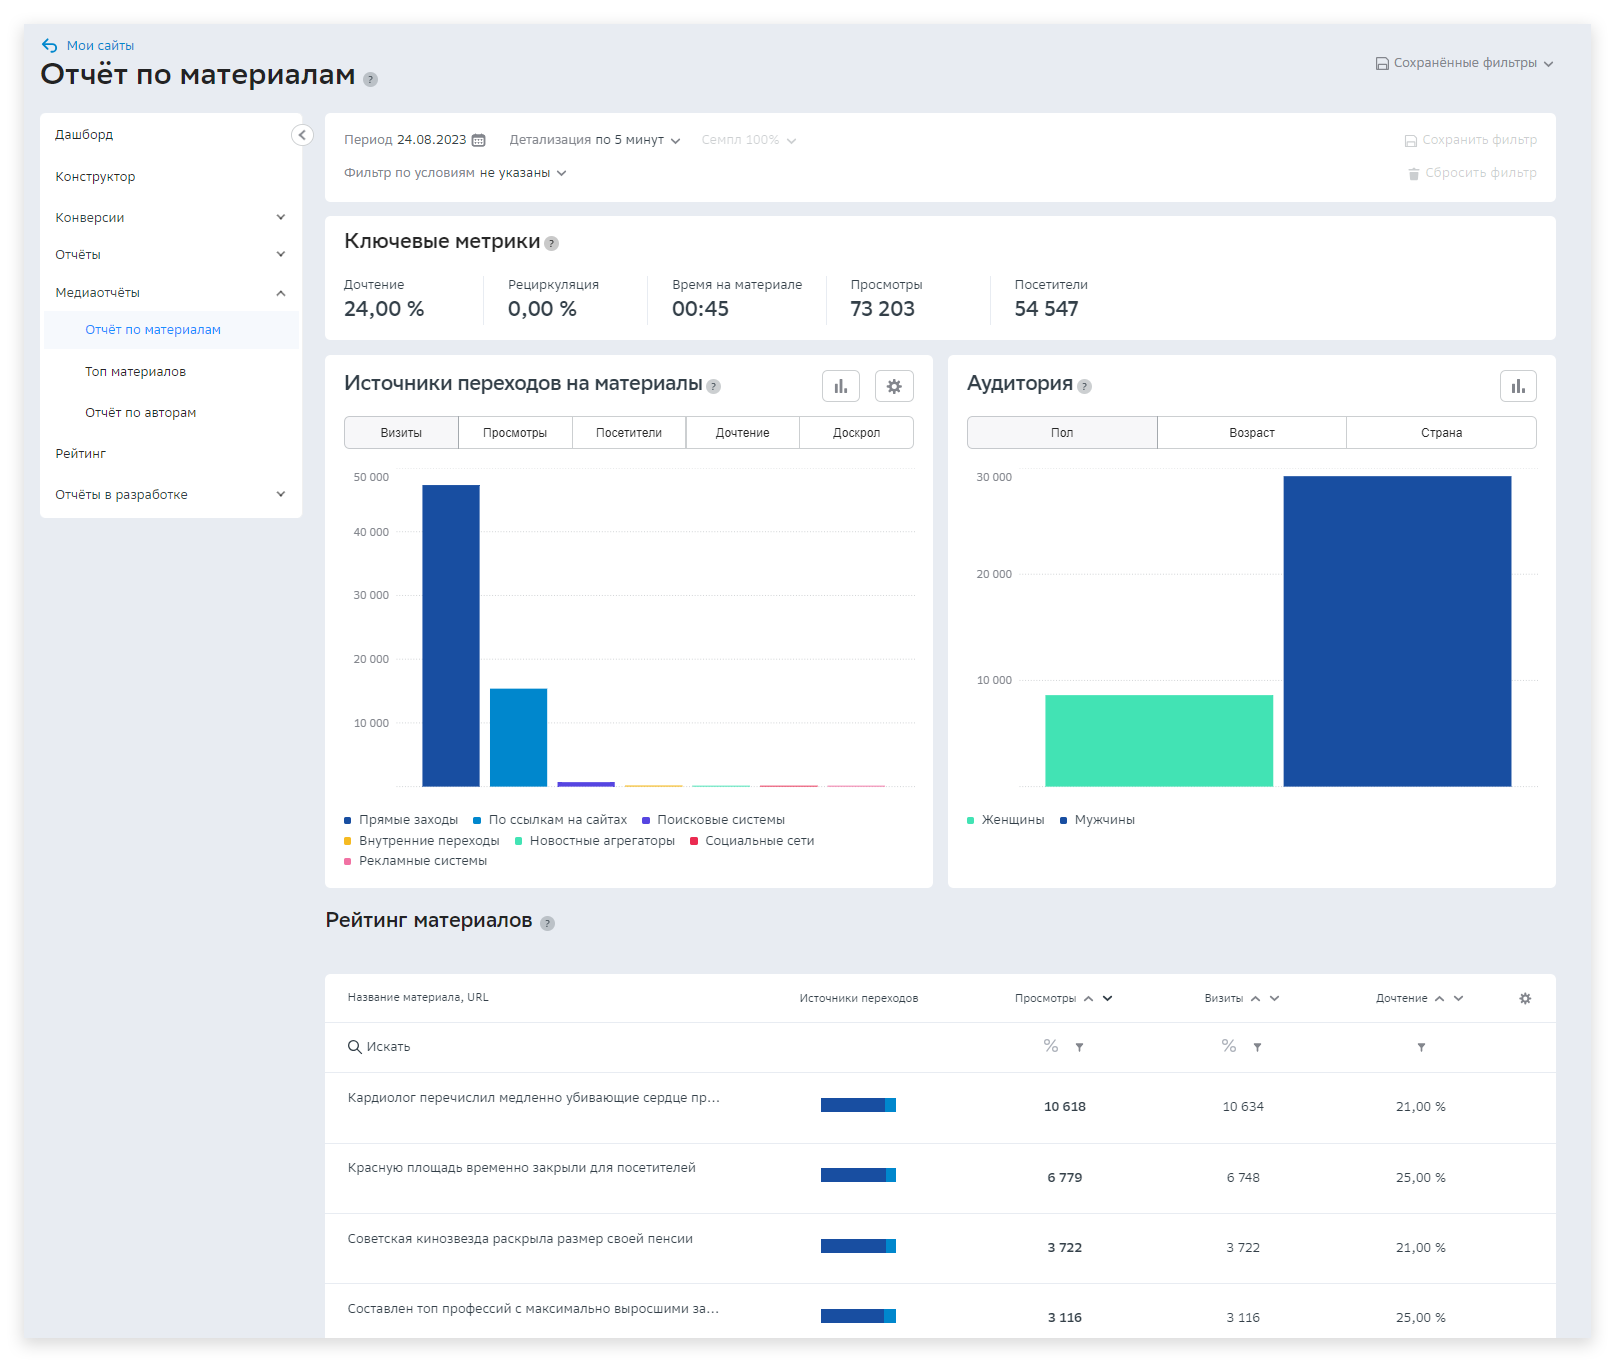 Мои сайты
Отчёт по материалам ?
Сохранённые фильтры
Дашборд
Конструктор
Конверсии
Отчёты
Медиаотчёты
Отчёт по материалам
Топ материалов
Отчёт по авторам
Рейтинг
Отчёты в разработке
Период 24.08.2023 Детализация по 5 минут Семпл 100% Сохранить фильтр
Фильтр по условиям не указаны Сбросить фильтр
Ключевые метрики ?
Дочтение Рециркуляция Время на материале Просмотры Посетители
24,00 % 0,00 % 00:45 73 203 54 547
Источники переходов на материалы ?
Визиты Просмотры Посетители Дочтение Доскрол
50 000
40 000
30 000
20 000
10 000
Прямые заходы По ссылкам на сайтах Поисковые системы
Внутренние переходы Новостные агрегаторы Социальные сети
Рекламные системы
Аудитория ?
Пол Возраст Страна
30 000
20 000
10 000
Женщины Мужчины
Рейтинг материалов ?
Название материала, URL Источники переходов Просмотры Визиты Дочтение
Искать % %
Кардиолог перечислил медленно убивающие сердце пр... 10 618 10 634 21,00 %
Красную площадь временно закрыли для посетителей 6 779 6 748 25,00 %
Советская кинозвезда раскрыла размер своей пенсии 3 722 3 722 21,00 %
Составлен топ профессий с максимально выросшими за... 3 116 3 116 25,00 %